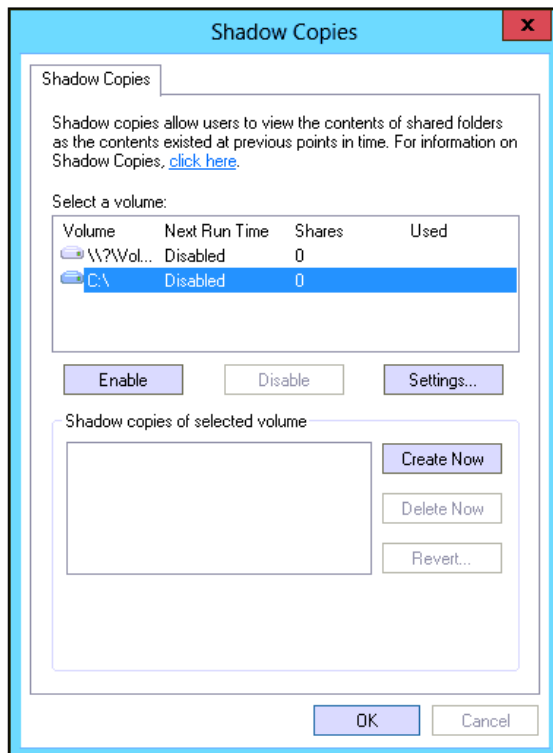 Shadow Copies
x
Shadow Copies
Shadow copies allow users to view the contents of shared folders
as the contents existed at previous points in time. For information on
Shadow Copies, click here.
Select a volume:
Volume Next Run Time Shares Used
\\?\Vol... Disabled 0
C:\ Disabled 0
Enable Disable Settings...
Shadow copies of selected volume
Create Now
Delete Now
Revert...
OK Cancel